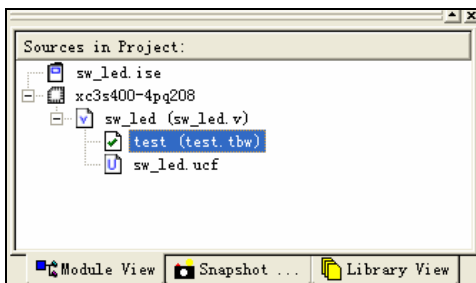 Sources in Project:
sw_led.ise
xc3s400-4pq208
sw_led (sw_led.v)
test (test.tbw)
sw_led.ucf
Module View Snapshot ... Library View